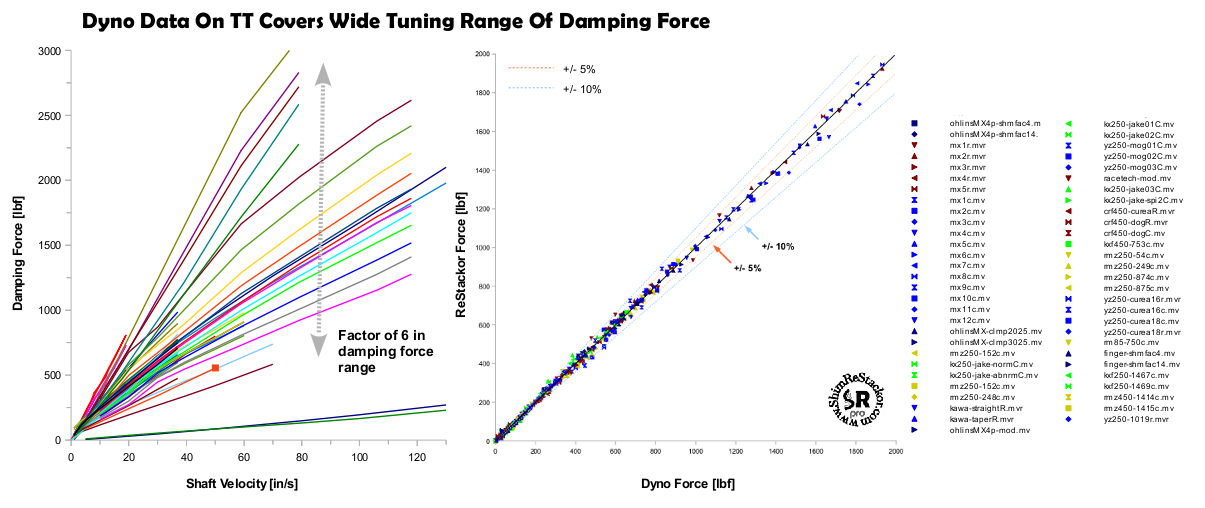 Dyno Data On TT Covers Wide Tuning Range Of Damping Force
3000
2500
2000
1500
1000
500
0
0
20
40
60
80
100
120
Damping Force [lbf]
Shaft Velocity [in/s]
Factor of 6 in
damping force
range
2000
1800
1600
1400
1200
1000
800
600
400
200
0
0
200
400
600
800
1000
1200
1400
1600
1800
2000
ReStackor Force [lbf]
Dyno Force [lbf]
+/- 5%
+/- 10%
+/- 10%
+/- 5%
www.ShimReStackor.com
SR
pro
ohlinsMX4p-shmfac4.m
ohlinsMX4p-shmfac14.
mx1r.mvr
mx2r.mvr
mx3r.mvr
mx4r.mvr
mx5r.mvr
mx1c.mv
mx2c.mv
mx3c.mv
mx4c.mv
mx5c.mv
mx6c.mv
mx7c.mv
mx8c.mv
mx9c.mv
mx10c.mv
mx11c.mv
mx12c.mv
ohlinsMX-clmp2025.mv
ohlinsMX-clmp3025.mv
rmz250-152c.mv
kx250-jake-normC.mv
kx250-jake-abnrmC.mv
rmz250-152c.mv
rmz250-248c.mv
kawa-straightR.mvr
kawa-taperR.mvr
ohlinsMX4p-mod.mv
kx250-jake01C.mv
kx250-jake02C.mv
yz250-mog01C.mv
yz250-mog02C.mv
yz250-mog03C.mv
racetech-mod.mv
kx250-jake03C.mv
kx250-jake-spi2C.mv
crf450-cureaR.mvr
crf450-dogR.mvr
crf450-dogC.mv
kxf450-753c.mv
rmz250-54c.mv
rmz250-249c.mv
rmz250-874c.mv
rmz250-875c.mv
yz250-curea16r.mvr
yz250-curea16c.mv
yz250-curea18c.mv
yz250-curea18r.mvr
rm85-750c.mv
finger-shmfac4.mv
finger-shmfac14.mv
kxf250-1467c.mv
kxf250-1469c.mv
rmz450-1414c.mv
rmz450-1415c.mv
yz250-1019r.mvr